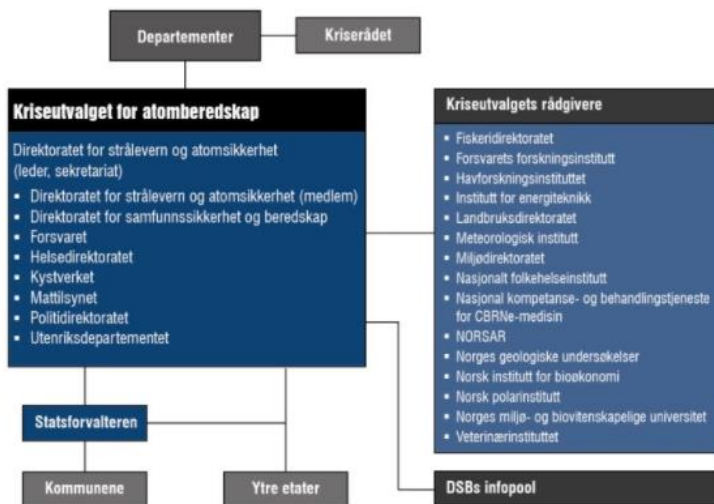 Departementer
Kriserådet
Kriseutvalget for atomberedskap
Direktoratet for strålevern og atomsikkerhet
(leder, sekretariat)
▪ Direktoratet for strålevern og atomsikkerhet (medlem)
▪ Direktoratet for samfunnssikkerhet og beredskap
▪ Forsvaret
▪ Helsedirektoratet
▪ Kystverket
▪ Mattilsynet
▪ Politidirektoratet
▪ Utenriksdepartementet
Kriseutvalgets rådgivere
▪ Fiskeridirektoratet
▪ Forsvarets forskningsinstitutt
▪ Havforskningsinstituttet
▪ Institutt for energiteknikk
▪ Landbruksdirektoratet
▪ Meteorologisk institutt
▪ Miljødirektoratet
▪ Nasjonalt folkehelseinstitutt
▪ Nasjonal kompetanse- og behandlingstjeneste
for CBRNe-medisin
▪ NORSAR
▪ Norges geologiske undersøkelser
▪ Norsk institutt for bioøkonomi
▪ Norsk polarinstitutt
▪ Norges miljø- og biovitenskapelige universitet
▪ Veterinærinstituttet
Statsforvalteren
Kommunene
Ytre etater
DSBs infopool